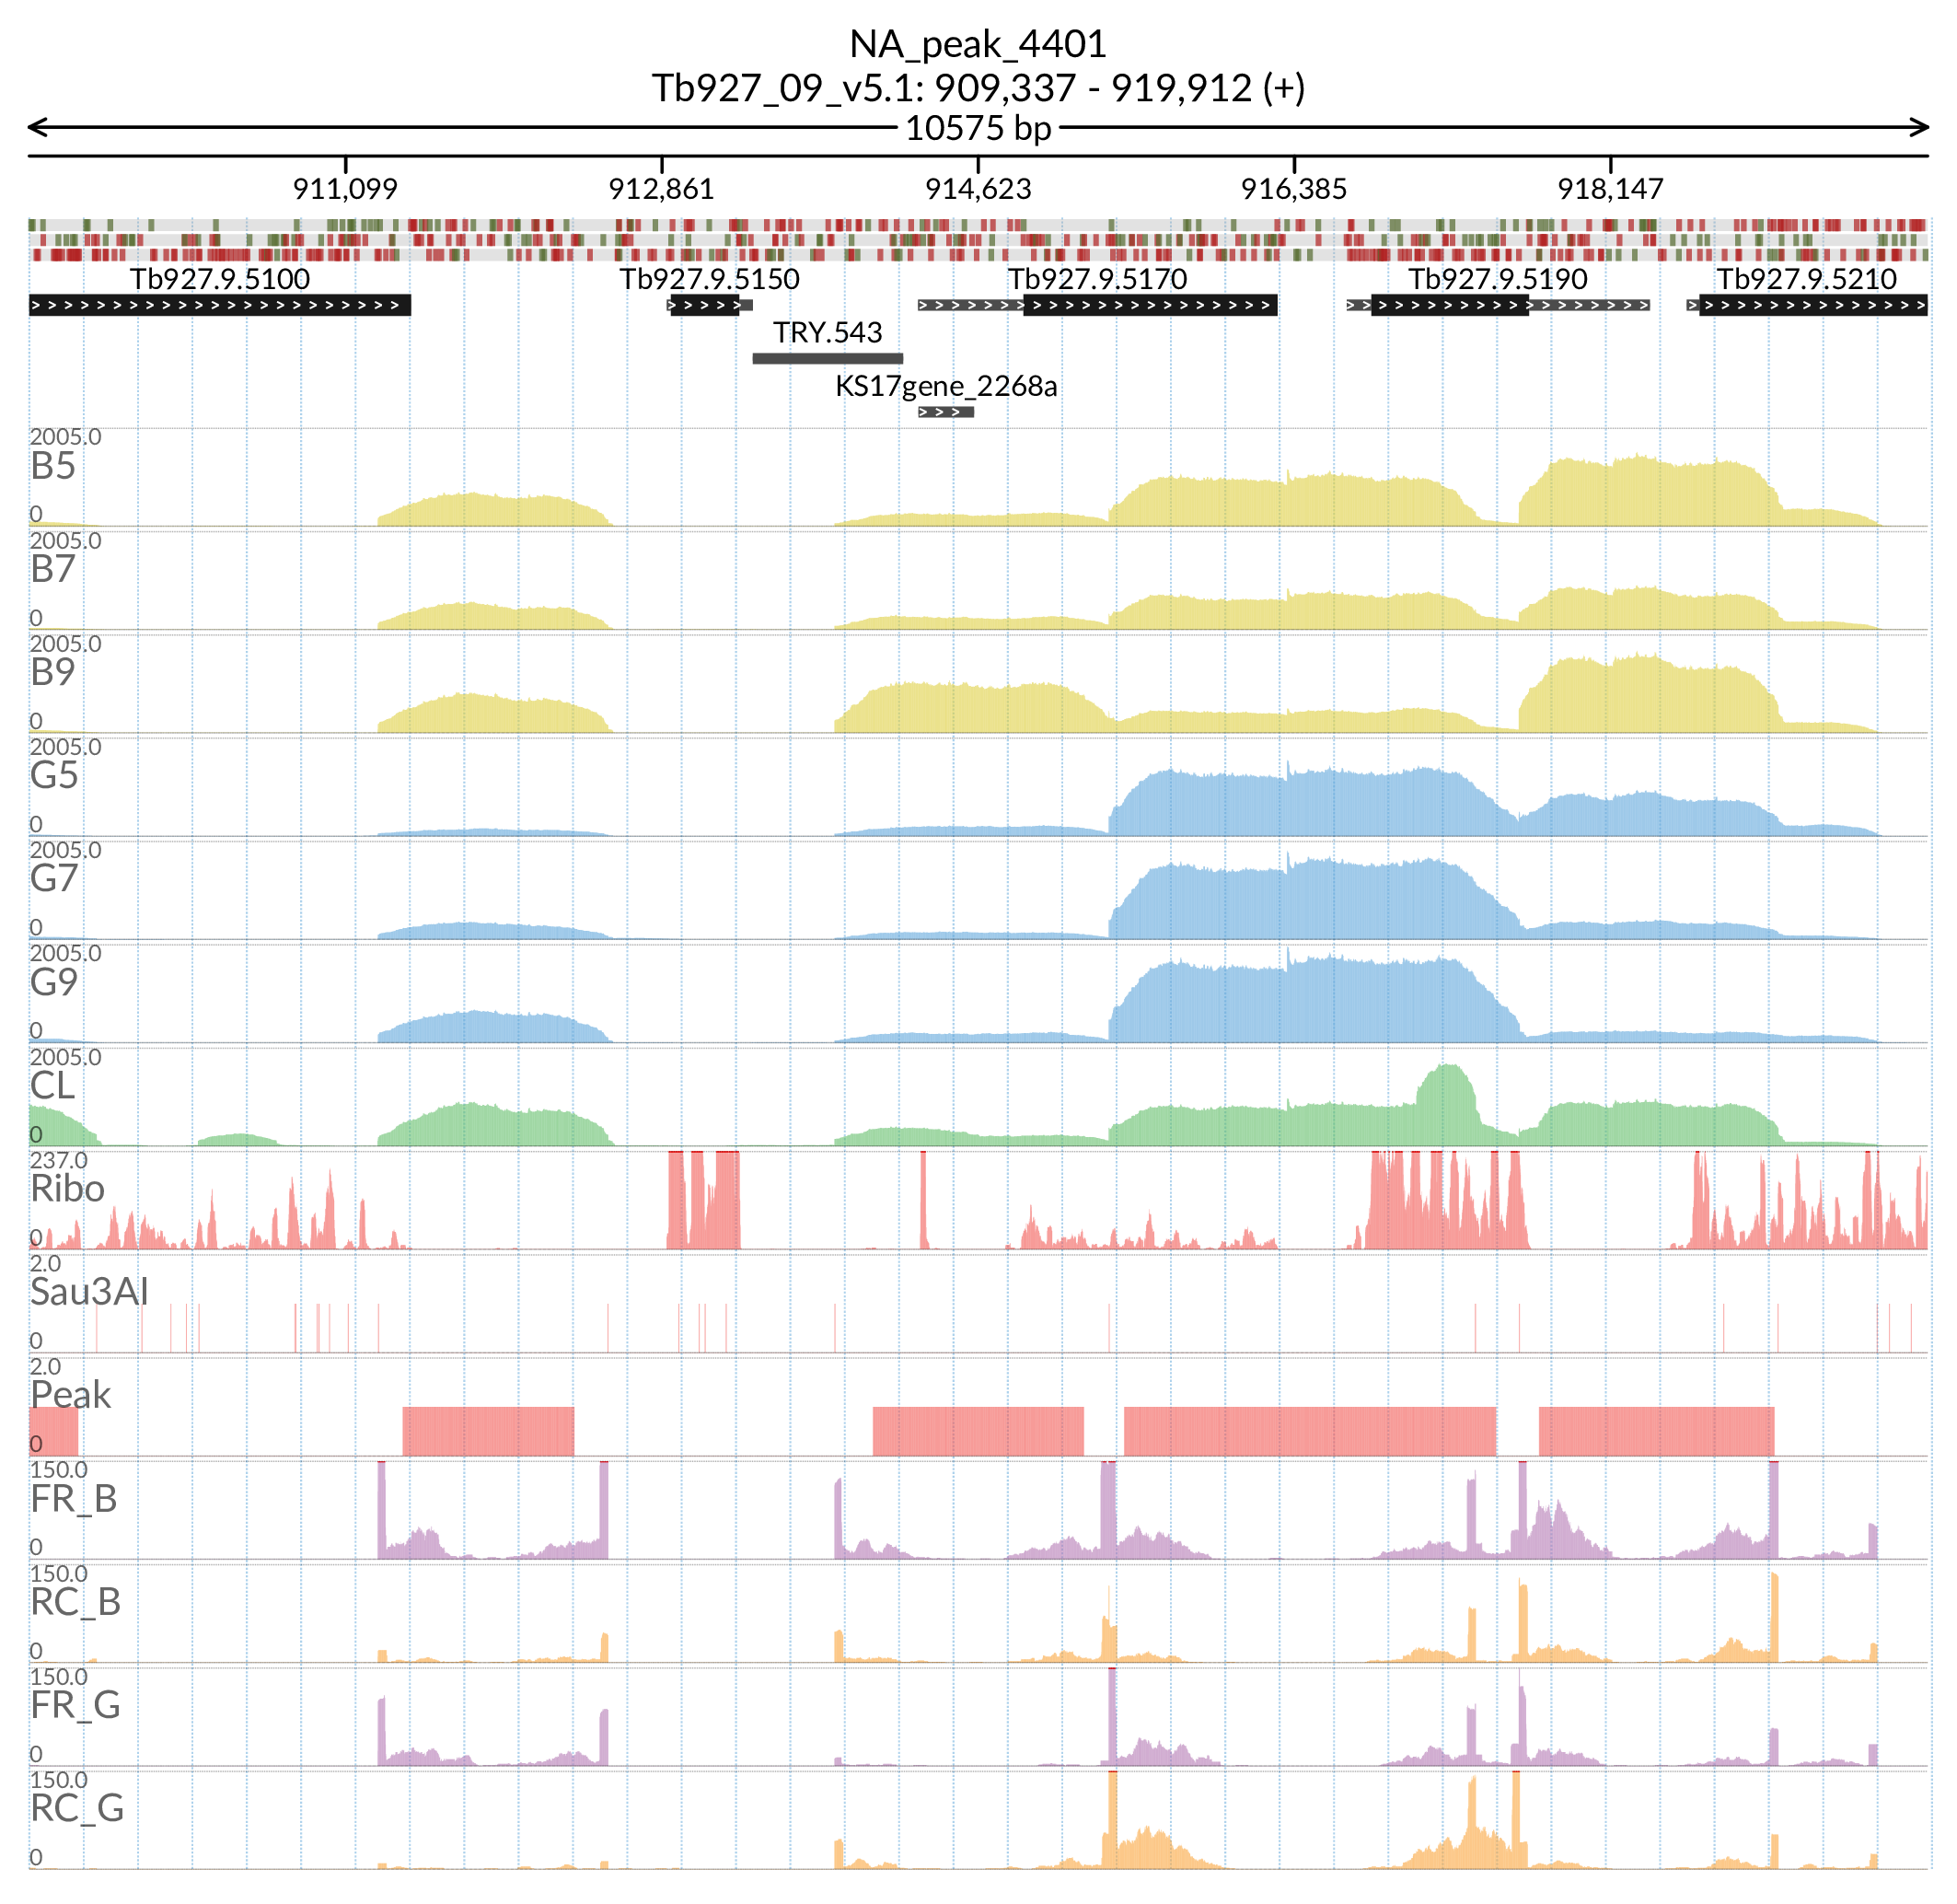 NA_peak_4401
Tb927_09_v5.1: 909,337 - 919,912 (+)
10575 bp
911,099 912,861 914,623 916,385 918,147
Tb927.9.5100 Tb927.9.5150 Tb927.9.5170 Tb927.9.5190 Tb927.9.5210
TRY.543
KS17gene_2268a
2005.0
B5
0
2005.0
B7
0
2005.0
B9
0
2005.0
G5
0
2005.0
G7
0
2005.0
G9
0
2005.0
CL
0
237.0
Ribo
0
2.0
Sau3AI
0
2.0
Peak
0
150.0
FR_B
0
150.0
RC_B
0
150.0
FR_G
0
150.0
RC_G
0